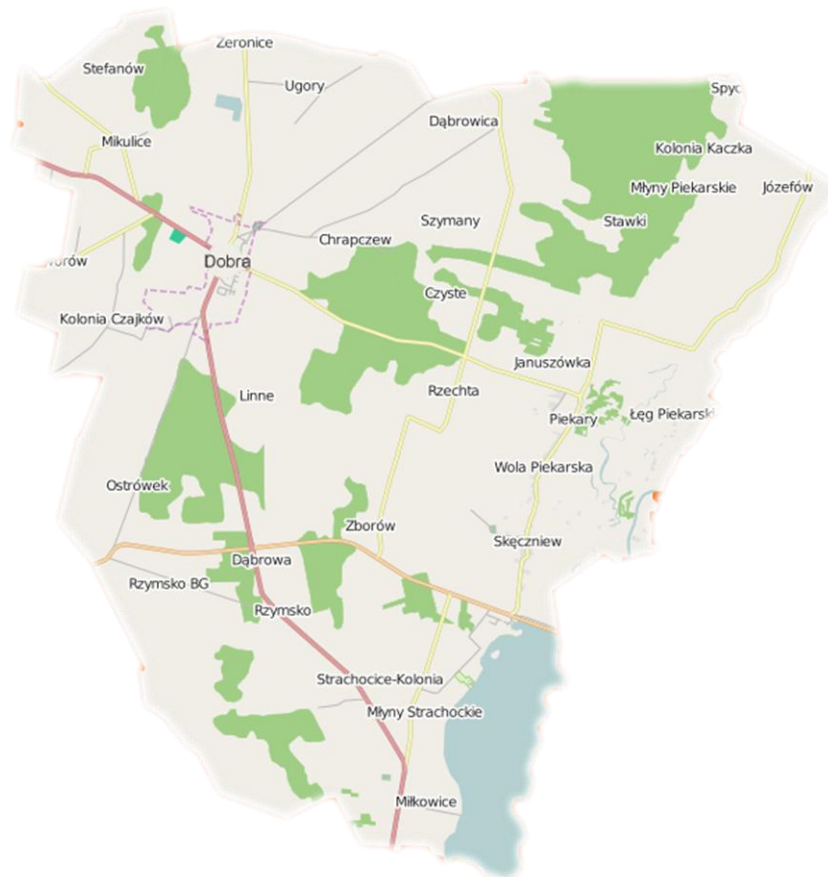 Żeronice
Stefanów
Ugory
Spyc
Dąbrowica
Mikulice
Kolonia Kaczka
Młyny Piekarskie
Józefów
Szymany
Stawki
Chrapczew
Dobra
orów
Czyste
Kolonia Czajków
Januszówka
Rzechta
Linne
Łęg Piekarski
Piekary
Wola Piekarska
Ostrówek
Zborów
Skęczniew
Dąbrowa
Rzymsko BG
Rzymsko
Strachocice-Kolonia
Młyny Strachockie
Miłkowice